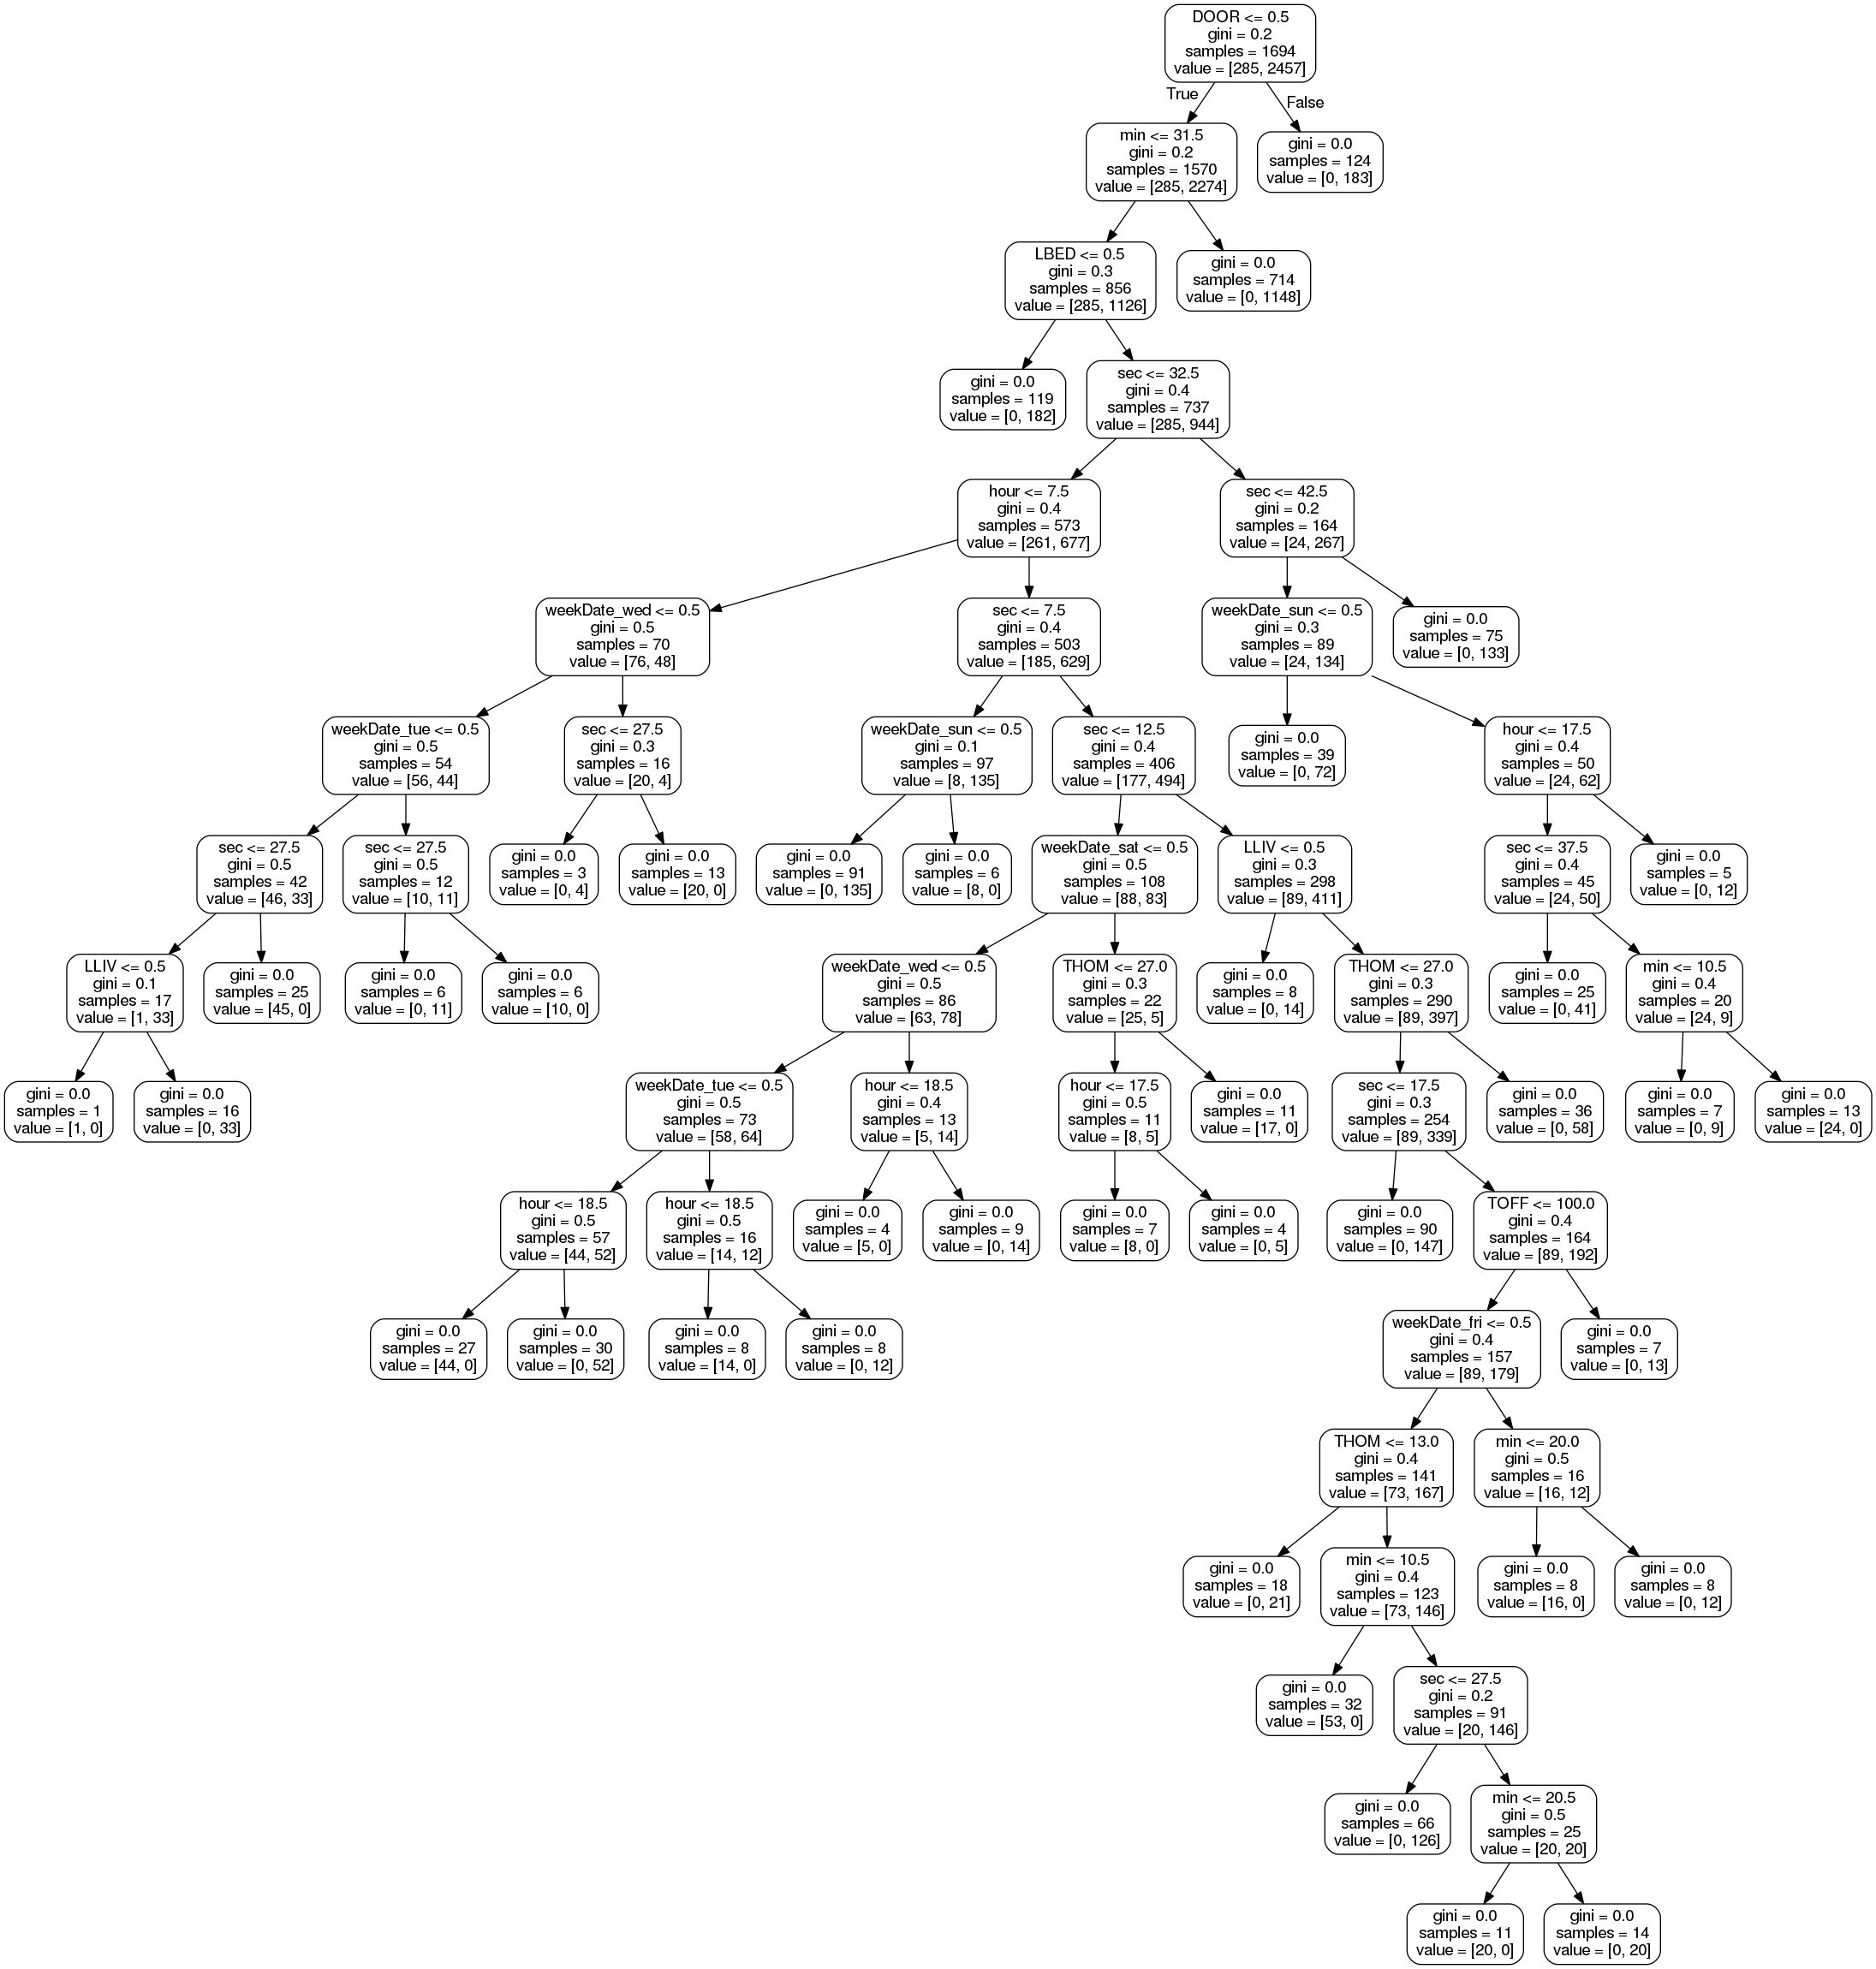 DOOR <= 0.5
gini = 0.2
samples = 1694
value = [285, 2457]
True
False
min <= 31.5
gini = 0.2
samples = 1570
value = [285, 2274]
gini = 0.0
samples = 124
value = [0, 183]
LBED <= 0.5
gini = 0.3
samples = 856
value = [285, 1126]
gini = 0.0
samples = 714
value = [0, 1148]
gini = 0.0
samples = 119
value = [0, 182]
sec <= 32.5
gini = 0.4
samples = 737
value = [285, 944]
hour <= 7.5
gini = 0.4
samples = 573
value = [261, 677]
sec <= 42.5
gini = 0.2
samples = 164
value = [24, 267]
weekDate_wed <= 0.5
gini = 0.5
samples = 70
value = [76, 48]
sec <= 7.5
gini = 0.4
samples = 503
value = [185, 629]
weekDate_sun <= 0.5
gini = 0.3
samples = 89
value = [24, 134]
gini = 0.0
samples = 75
value = [0, 133]
weekDate_tue <= 0.5
gini = 0.5
samples = 54
value = [56, 44]
sec <= 27.5
gini = 0.3
samples = 16
value = [20, 4]
weekDate_sun <= 0.5
gini = 0.1
samples = 97
value = [8, 135]
sec <= 12.5
gini = 0.4
samples = 406
value = [177, 494]
gini = 0.0
samples = 39
value = [0, 72]
hour <= 17.5
gini = 0.4
samples = 50
value = [24, 62]
sec <= 27.5
gini = 0.5
samples = 42
value = [46, 33]
sec <= 27.5
gini = 0.5
samples = 12
value = [10, 11]
gini = 0.0
samples = 3
value = [0, 4]
gini = 0.0
samples = 13
value = [20, 0]
gini = 0.0
samples = 91
value = [0, 135]
gini = 0.0
samples = 6
value = [8, 0]
weekDate_sat <= 0.5
gini = 0.5
samples = 108
value = [88, 83]
LLIV <= 0.5
gini = 0.3
samples = 298
value = [89, 411]
sec <= 37.5
gini = 0.4
samples = 45
value = [24, 50]
gini = 0.0
samples = 5
value = [0, 12]
LLIV <= 0.5
gini = 0.1
samples = 17
value = [1, 33]
gini = 0.0
samples = 25
value = [45, 0]
gini = 0.0
samples = 6
value = [0, 11]
gini = 0.0
samples = 6
value = [10, 0]
weekDate_wed <= 0.5
gini = 0.5
samples = 86
value = [63, 78]
THOM <= 27.0
gini = 0.3
samples = 22
value = [25, 5]
gini = 0.0
samples = 8
value = [0, 14]
THOM <= 27.0
gini = 0.3
samples = 290
value = [89, 397]
gini = 0.0
samples = 25
value = [0, 41]
min <= 10.5
gini = 0.4
samples = 20
value = [24, 9]
gini = 0.0
samples = 1
value = [1, 0]
gini = 0.0
samples = 16
value = [0, 33]
weekDate_tue <= 0.5
gini = 0.5
samples = 73
value = [58, 64]
hour <= 18.5
gini = 0.4
samples = 13
value = [5, 14]
hour <= 17.5
gini = 0.5
samples = 11
value = [8, 5]
gini = 0.0
samples = 11
value = [17, 0]
sec <= 17.5
gini = 0.3
samples = 254
value = [89, 339]
gini = 0.0
samples = 36
value = [0, 58]
gini = 0.0
samples = 7
value = [0, 9]
gini = 0.0
samples = 13
value = [24, 0]
hour <= 18.5
gini = 0.5
samples = 57
value = [44, 52]
hour <= 18.5
gini = 0.5
samples = 16
value = [14, 12]
gini = 0.0
samples = 4
value = [5, 0]
gini = 0.0
samples = 9
value = [0, 14]
gini = 0.0
samples = 7
value = [8, 0]
gini = 0.0
samples = 4
value = [0, 5]
gini = 0.0
samples = 90
value = [0, 147]
TOFF <= 100.0
gini = 0.4
samples = 164
value = [89, 192]
gini = 0.0
samples = 27
value = [44, 0]
gini = 0.0
samples = 30
value = [0, 52]
gini = 0.0
samples = 8
value = [14, 0]
gini = 0.0
samples = 8
value = [0, 12]
weekDate_fri <= 0.5
gini = 0.4
samples = 157
value = [89, 179]
gini = 0.0
samples = 7
value = [0, 13]
THOM <= 13.0
gini = 0.4
samples = 141
value = [73, 167]
min <= 20.0
gini = 0.5
samples = 16
value = [16, 12]
gini = 0.0
samples = 18
value = [0, 21]
min <= 10.5
gini = 0.4
samples = 123
value = [73, 146]
gini = 0.0
samples = 8
value = [16, 0]
gini = 0.0
samples = 8
value = [0, 12]
gini = 0.0
samples = 32
value = [53, 0]
sec <= 27.5
gini = 0.2
samples = 91
value = [20, 146]
gini = 0.0
samples = 66
value = [0, 126]
min <= 20.5
gini = 0.5
samples = 25
value = [20, 20]
gini = 0.0
samples = 11
value = [20, 0]
gini = 0.0
samples = 14
value = [0, 20]